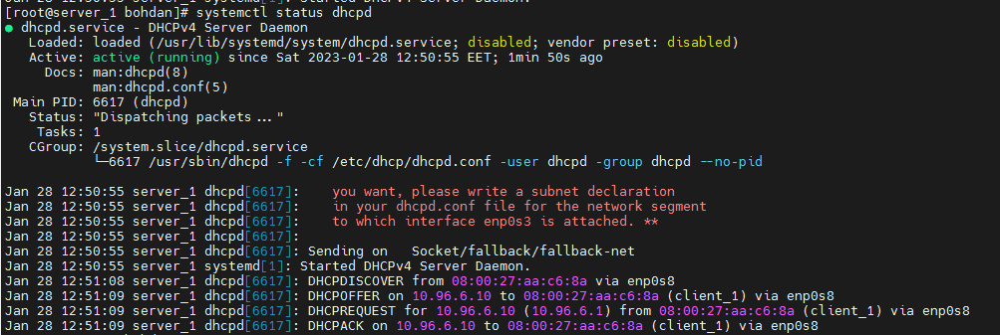 Jan 28 12:50:55 server_1 systemd[1]: Started DHCPv4 Server Daemon.
[root@server_1 bohdan]# systemctl status dhcpd
● dhcpd.service - DHCPv4 Server Daemon
   Loaded: loaded (/usr/lib/systemd/system/dhcpd.service; disabled; vendor preset: disabled)
   Active: active (running) since Sat 2023-01-28 12:50:55 EET; 1min 50s ago
     Docs: man:dhcpd(8)
           man:dhcpd.conf(5)
 Main PID: 6617 (dhcpd)
   Status: "Dispatching packets..."
    Tasks: 1
   CGroup: /system.slice/dhcpd.service
           └─6617 /usr/sbin/dhcpd -f -cf /etc/dhcp/dhcpd.conf -user dhcpd -group dhcpd --no-pid
Jan 28 12:50:55 server_1 dhcpd[6617]:    you want, please write a subnet declaration
Jan 28 12:50:55 server_1 dhcpd[6617]:    in your dhcpd.conf file for the network segment
Jan 28 12:50:55 server_1 dhcpd[6617]:    to which interface enp0s3 is attached. **
Jan 28 12:50:55 server_1 dhcpd[6617]:
Jan 28 12:50:55 server_1 dhcpd[6617]: Sending on   Socket/fallback/fallback-net
Jan 28 12:50:55 server_1 systemd[1]: Started DHCPv4 Server Daemon.
Jan 28 12:51:08 server_1 dhcpd[6617]: DHCPDISCOVER from 08:00:27:aa:c6:8a via enp0s8
Jan 28 12:51:09 server_1 dhcpd[6617]: DHCPOFFER on 10.96.6.10 to 08:00:27:aa:c6:8a (client_1) via enp0s8
Jan 28 12:51:09 server_1 dhcpd[6617]: DHCPREQUEST for 10.96.6.10 (10.96.6.1) from 08:00:27:aa:c6:8a (client_1) via enp0s8
Jan 28 12:51:09 server_1 dhcpd[6617]: DHCPACK on 10.96.6.10 to 08:00:27:aa:c6:8a (client_1) via enp0s8